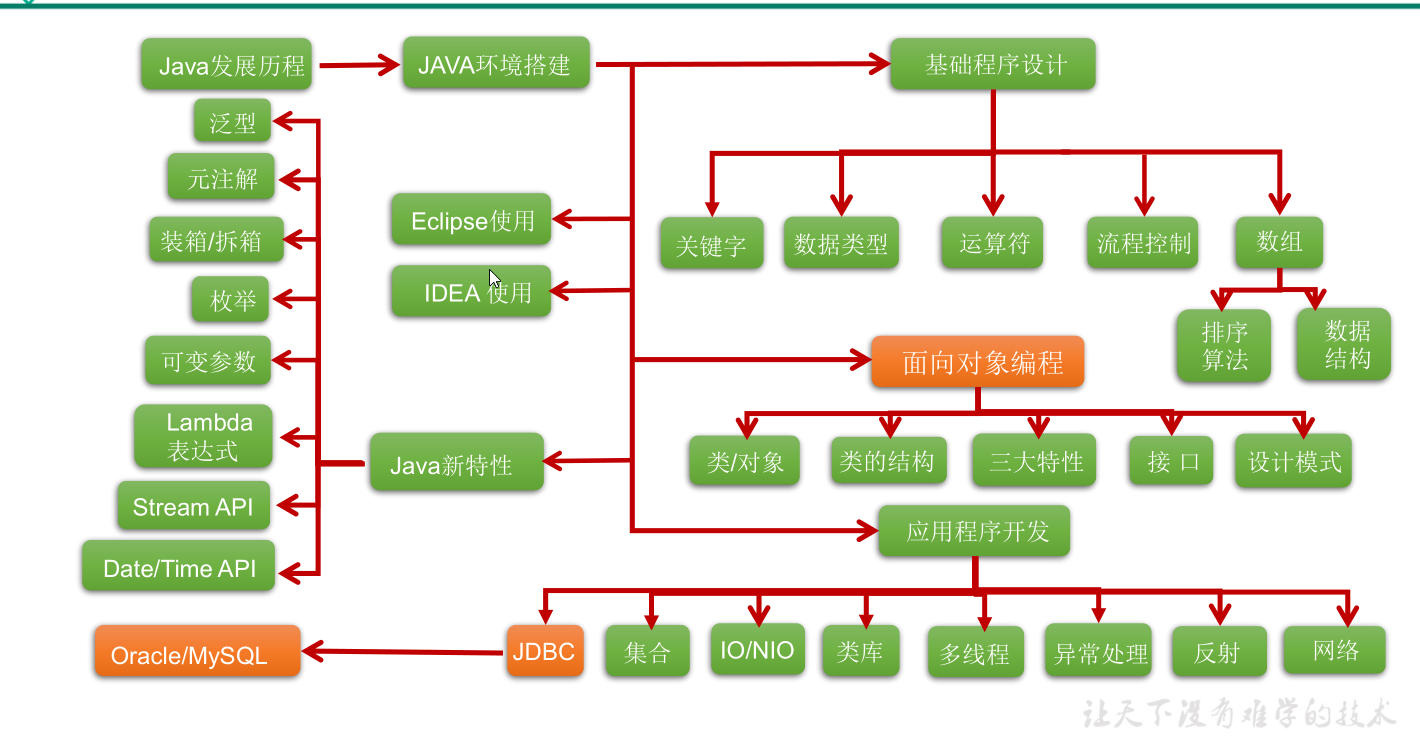 Java发展历程
JAVA环境搭建
基础程序设计
泛型
元注解
装箱/拆箱
枚举
可变参数
Lambda
表达式
Stream API
Date/Time API
Eclipse使用
IDEA 使用
Java新特性
关键字
数据类型
运算符
流程控制
数组
排序
算法
数据
结构
面向对象编程
类/对象
类的结构
三大特性
接 口
设计模式
应用程序开发
Oracle/MySQL
JDBC
集合
IO/NIO
类库
多线程
异常处理
反射
网络
让天下没有难学的技术